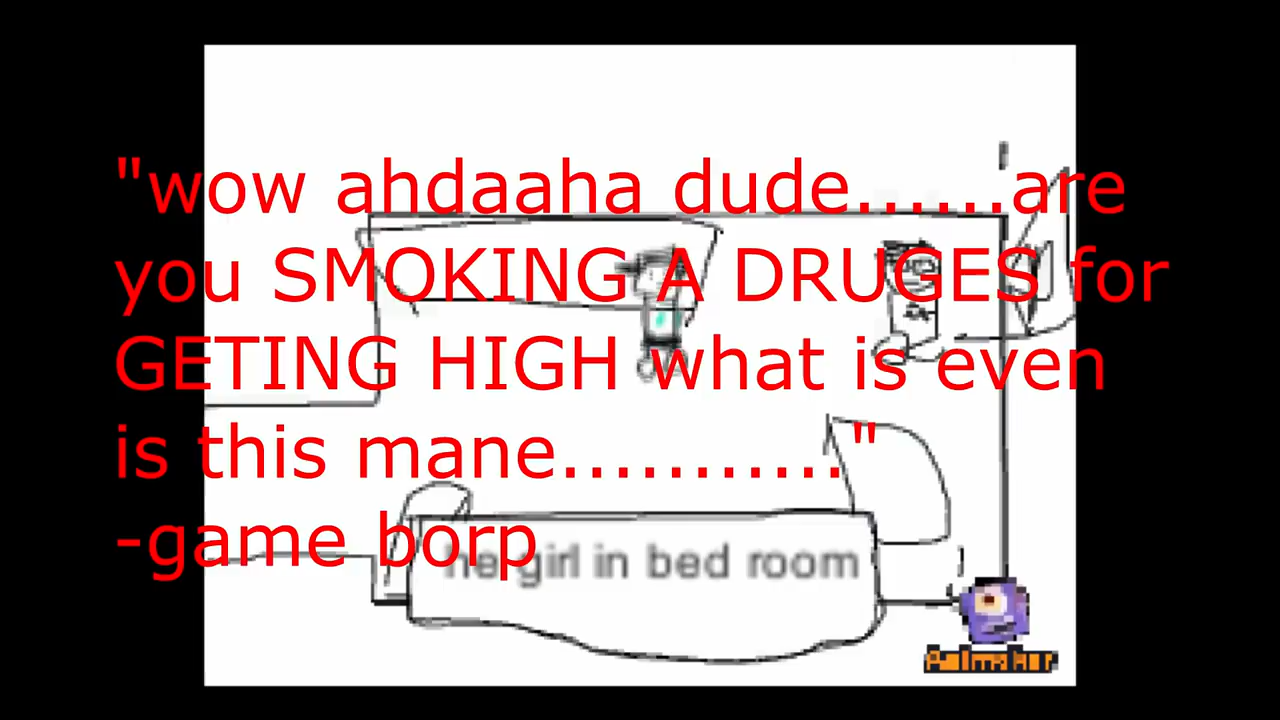 "wow ahdaaha dude......are
you SMOKING A DRUGES for
GETING HIGH what is even
is this mane............"
-game borp
he girl in bed room